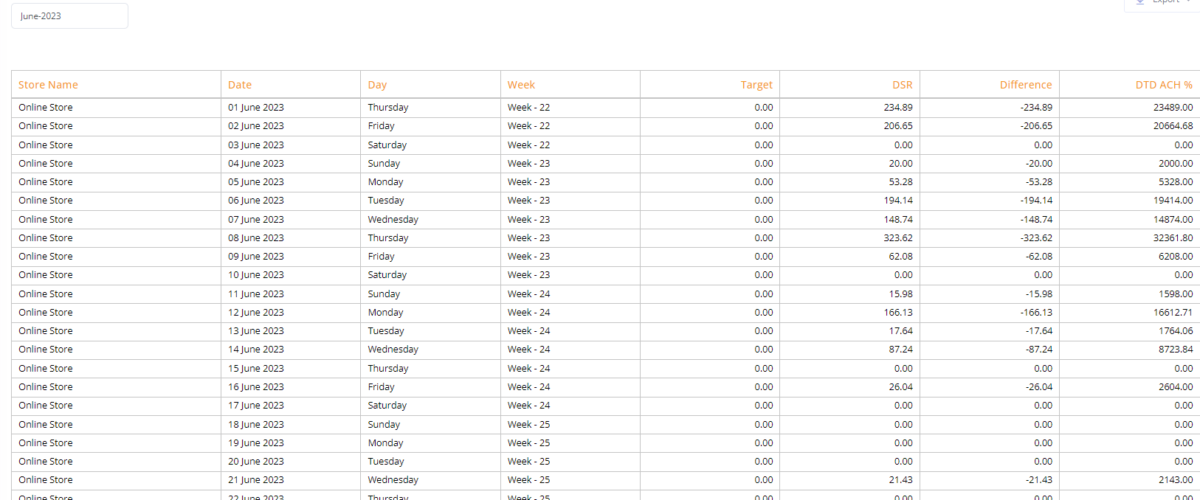 Export
June-2023
Store Name Date Day Week Target DSR Difference DTD ACH %
Online Store 01 June 2023 Thursday Week - 22 0.00 234.89 -234.89 23489.00
Online Store 02 June 2023 Friday Week - 22 0.00 206.65 -206.65 20664.68
Online Store 03 June 2023 Saturday Week - 22 0.00 0.00 0.00 0.00
Online Store 04 June 2023 Sunday Week - 23 0.00 20.00 -20.00 2000.00
Online Store 05 June 2023 Monday Week - 23 0.00 53.28 -53.28 5328.00
Online Store 06 June 2023 Tuesday Week - 23 0.00 194.14 -194.14 19414.00
Online Store 07 June 2023 Wednesday Week - 23 0.00 148.74 -148.74 14874.00
Online Store 08 June 2023 Thursday Week - 23 0.00 323.62 -323.62 32361.80
Online Store 09 June 2023 Friday Week - 23 0.00 62.08 -62.08 6208.00
Online Store 10 June 2023 Saturday Week - 23 0.00 0.00 0.00 0.00
Online Store 11 June 2023 Sunday Week - 24 0.00 15.98 -15.98 1598.00
Online Store 12 June 2023 Monday Week - 24 0.00 166.13 -166.13 16612.71
Online Store 13 June 2023 Tuesday Week - 24 0.00 17.64 -17.64 1764.06
Online Store 14 June 2023 Wednesday Week - 24 0.00 87.24 -87.24 8723.84
Online Store 15 June 2023 Thursday Week - 24 0.00 0.00 0.00 0.00
Online Store 16 June 2023 Friday Week - 24 0.00 26.04 -26.04 2604.00
Online Store 17 June 2023 Saturday Week - 24 0.00 0.00 0.00 0.00
Online Store 18 June 2023 Sunday Week - 25 0.00 0.00 0.00 0.00
Online Store 19 June 2023 Monday Week - 25 0.00 0.00 0.00 0.00
Online Store 20 June 2023 Tuesday Week - 25 0.00 0.00 0.00 0.00
Online Store 21 June 2023 Wednesday Week - 25 0.00 21.43 -21.43 2143.00
Online Store 22 June 2023 Thursday Week - 25 0.00 0.00 0.00 0.00